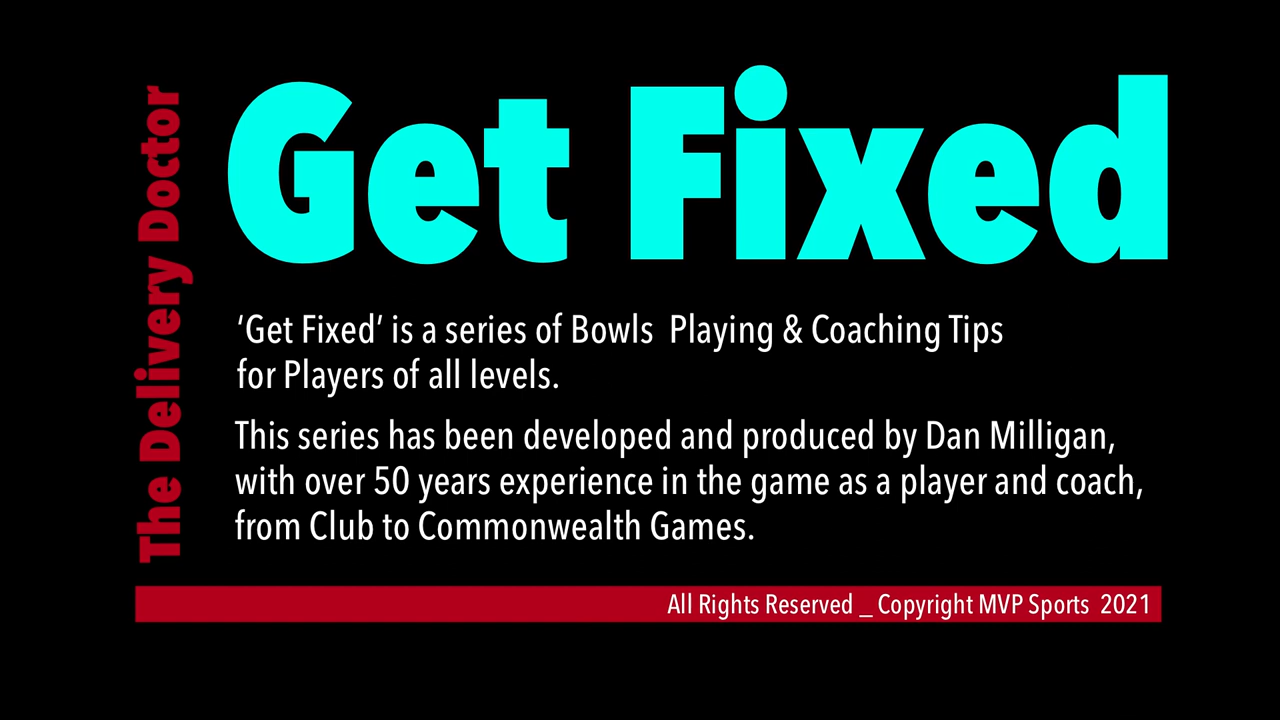 The Delivery Doctor
Get Fixed
‘Get Fixed’ is a series of Bowls  Playing & Coaching Tips
for Players of all levels.
This series has been developed and produced by Dan Milligan,
with over 50 years experience in the game as a player and coach,
from Club to Commonwealth Games.
All Rights Reserved _ Copyright MVP Sports  2021